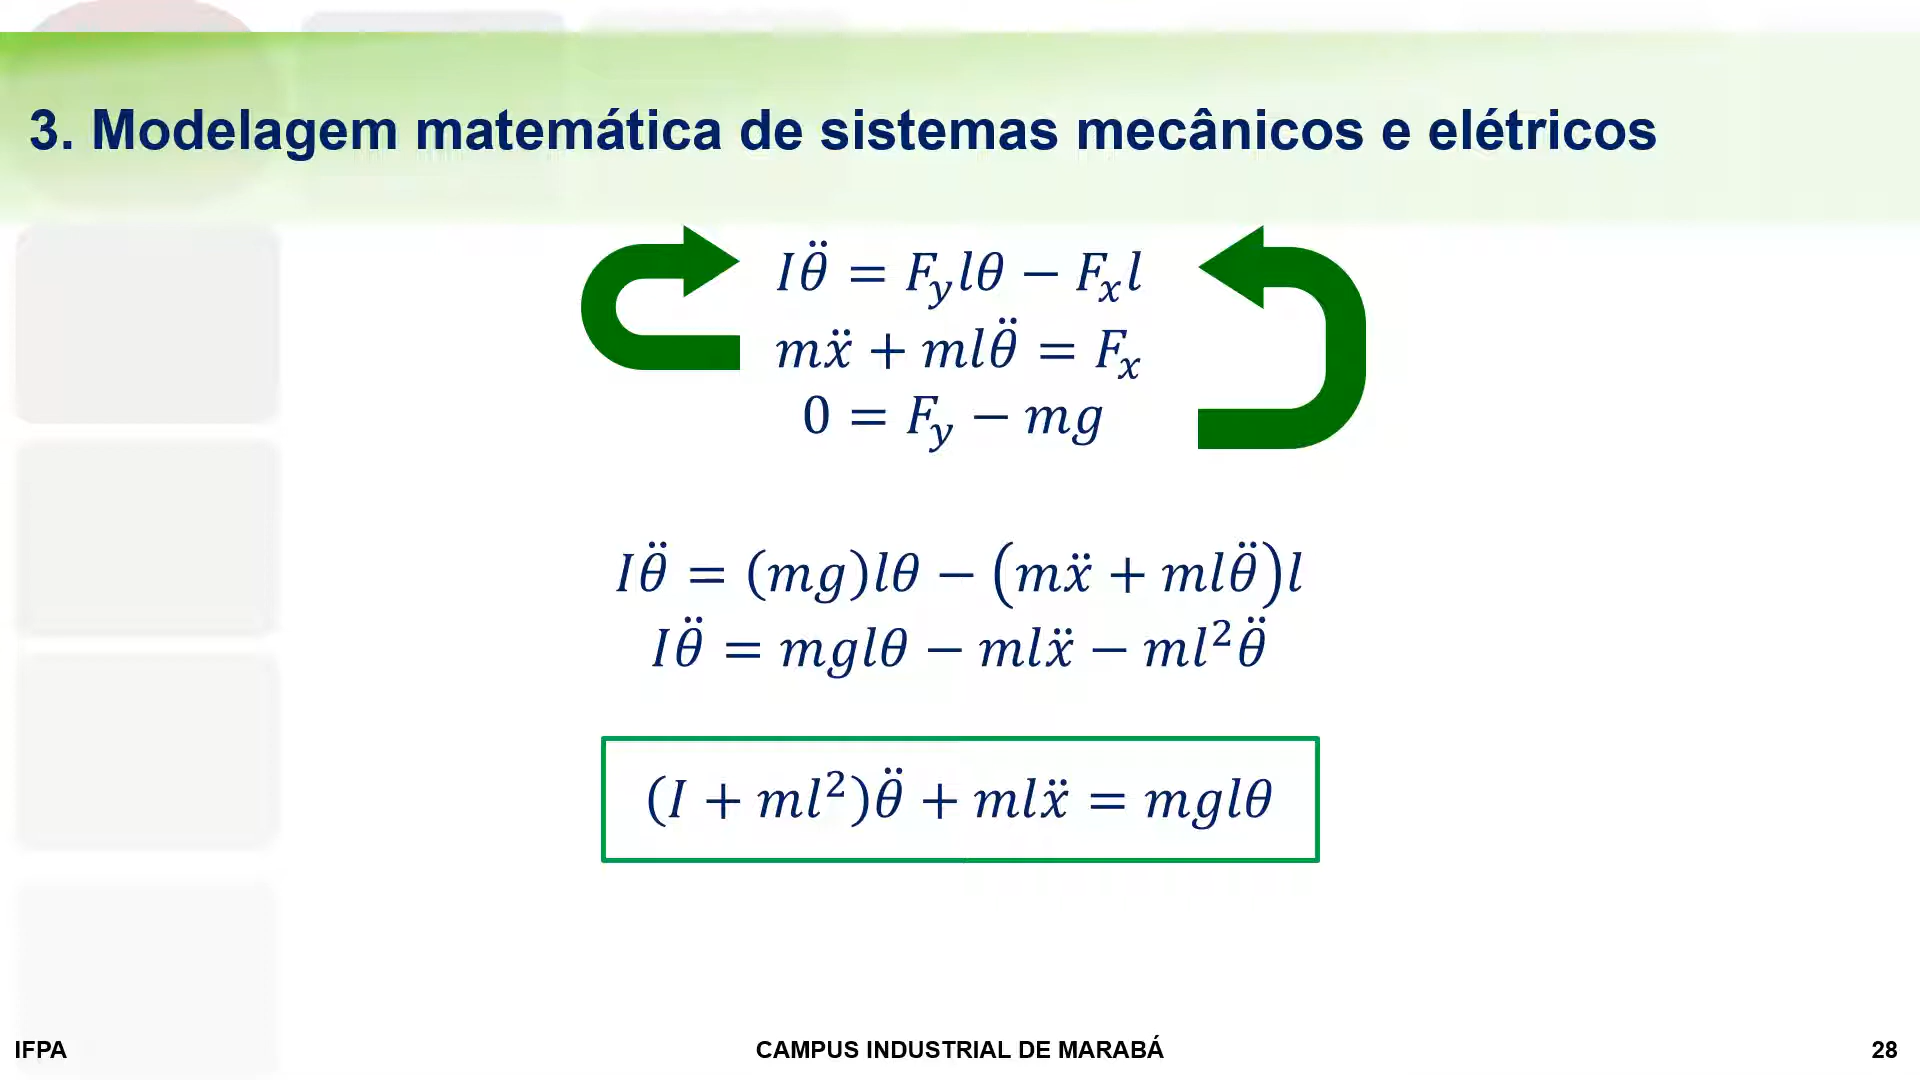 3. Modelagem matemática de sistemas mecânicos e elétricos
Iθ̈ = F_y lθ − F_x l
mẍ + mlθ̈ = F_x
0 = F_y − mg
Iθ̈ = (mg)lθ − (mẍ + mlθ̈)l
Iθ̈ = mglθ − mlẍ − ml²θ̈
(I + ml²)θ̈ + mlẍ = mglθ
IFPA
CAMPUS INDUSTRIAL DE MARABÁ
28